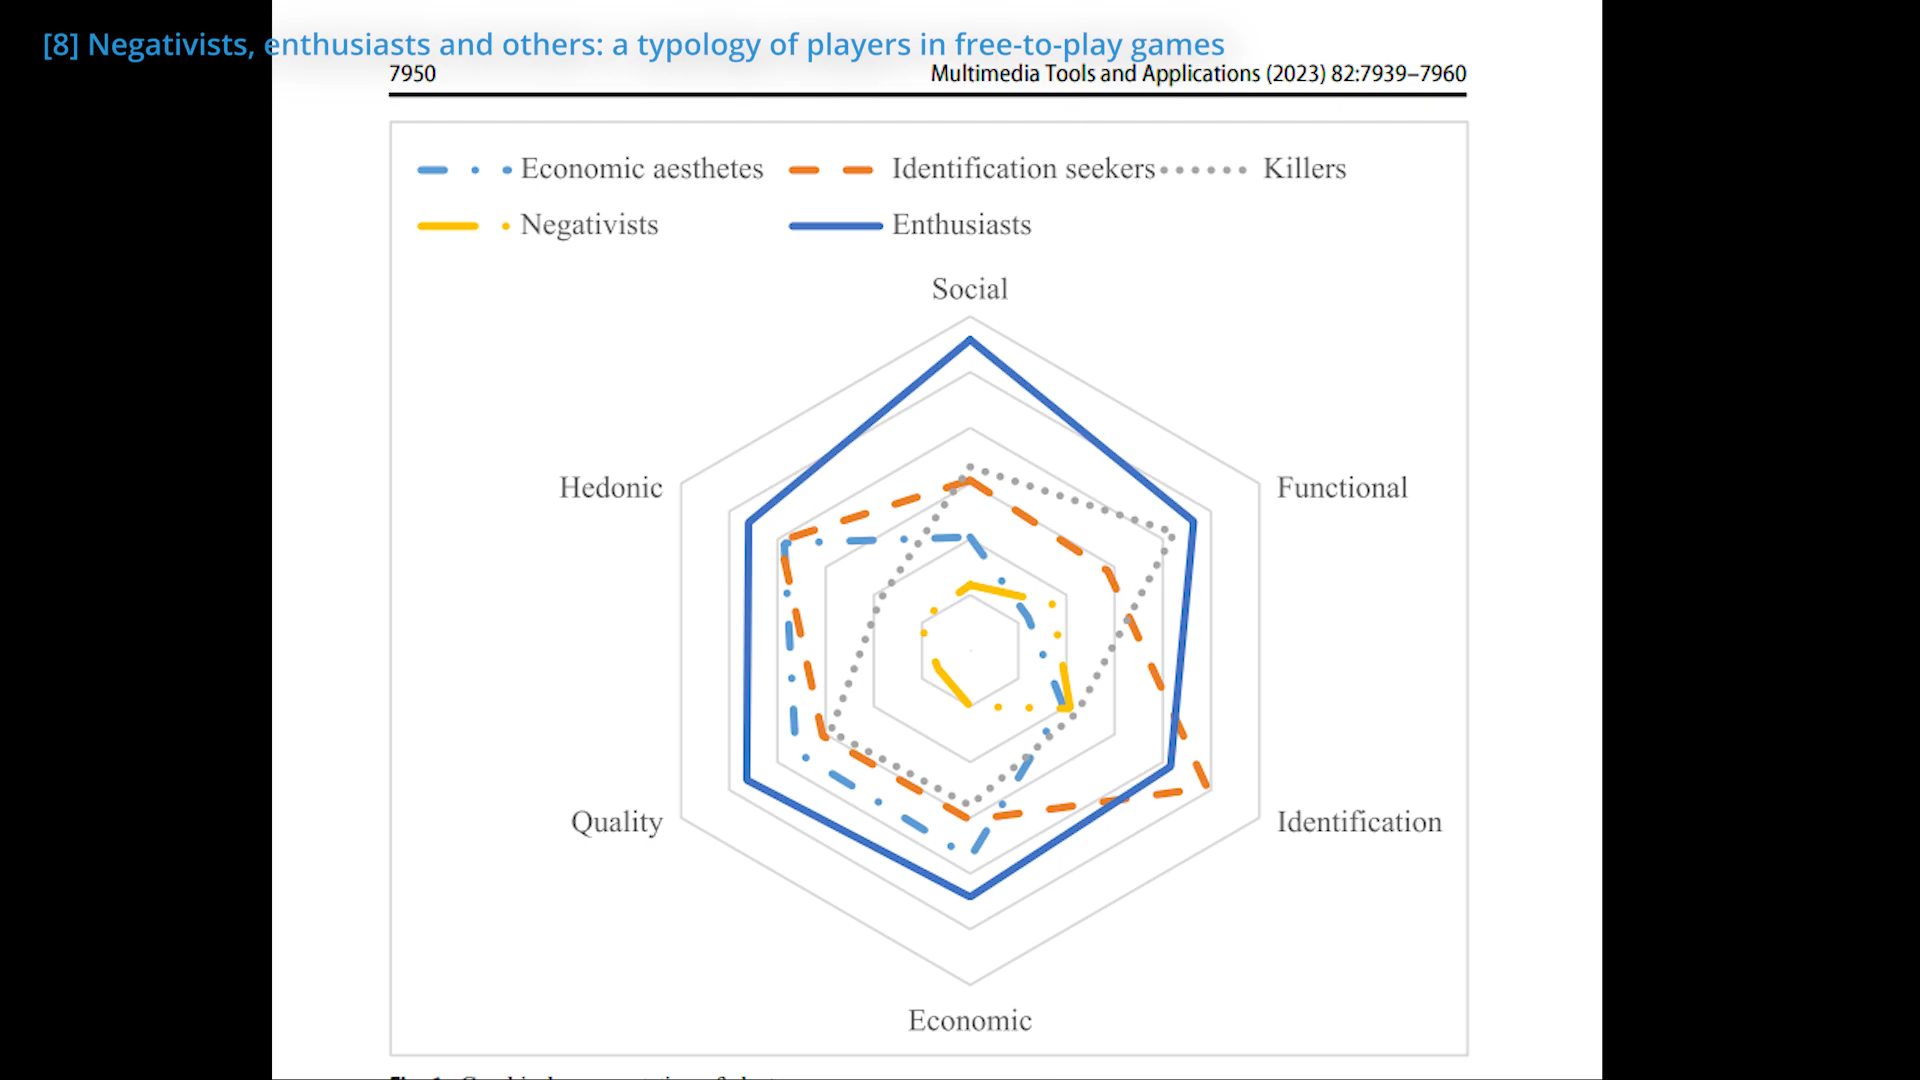 [8] Negativists, enthusiasts and others: a typology of players in free-to-play games
7950 Multimedia Tools and Applications (2023) 82:7939–7960
Economic aesthetes Identification seekers Killers
Negativists Enthusiasts
Social
Hedonic Functional
Quality Identification
Economic